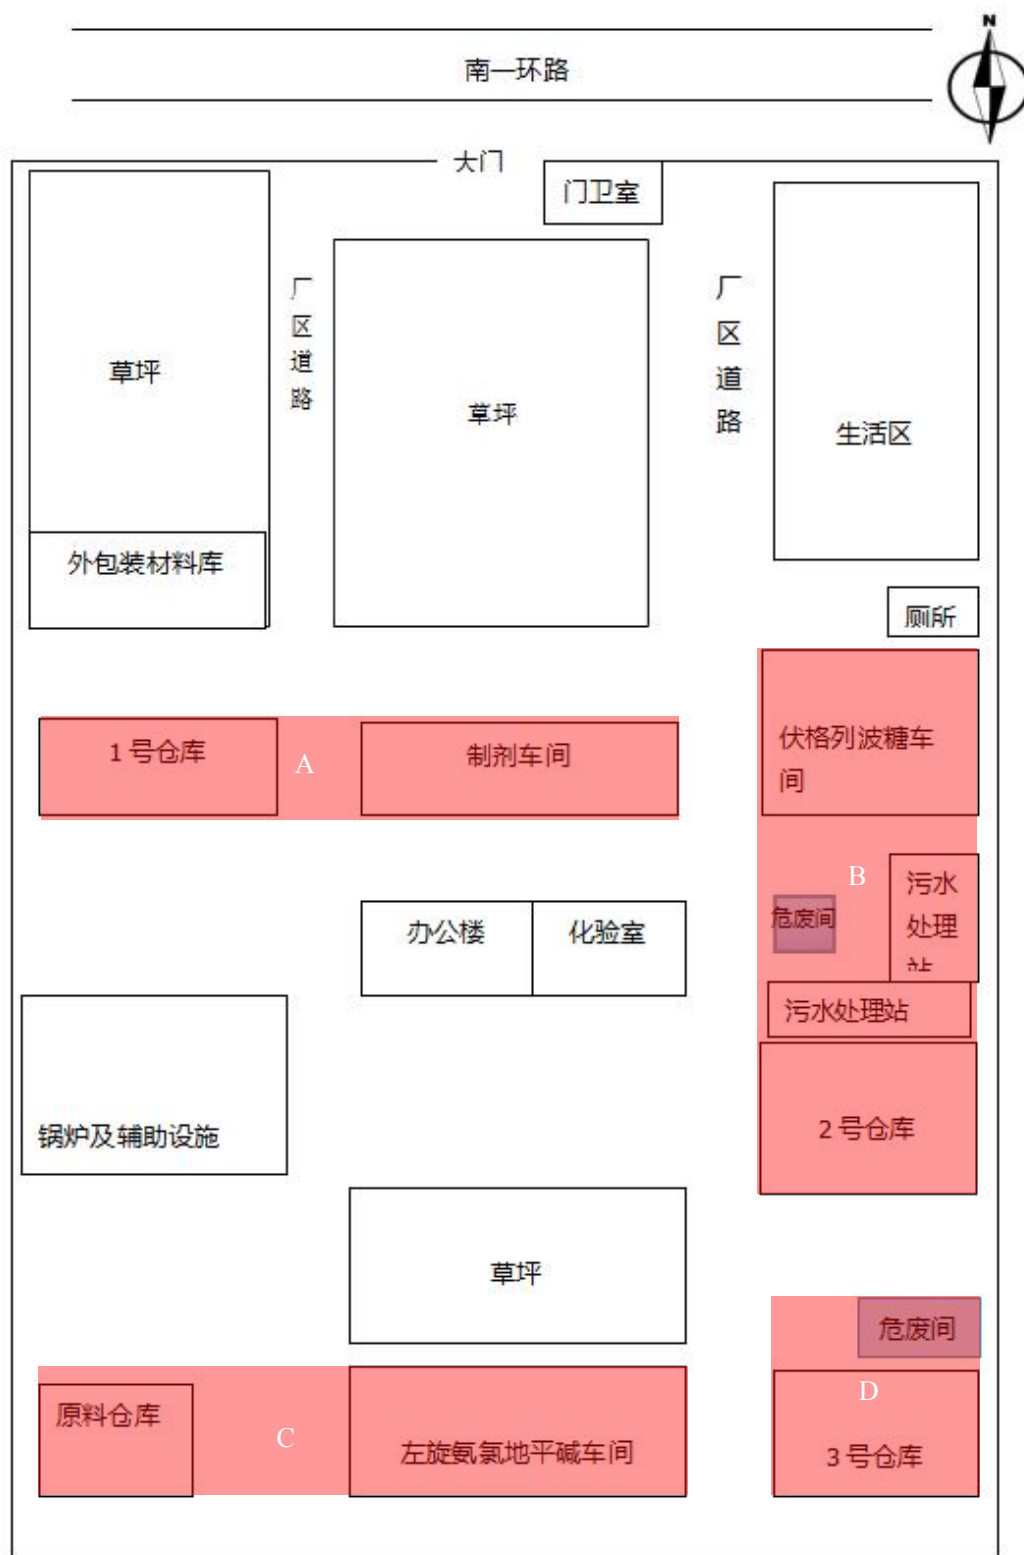 N
南一环路
大门
门卫室
厂区道路
厂区道路
草坪
草坪
生活区
外包装材料库
厕所
1 号仓库
A
制剂车间
伏格列波糖车
间
B
污水
处理
站
危废间
办公楼
化验室
污水处理站
锅炉及辅助设施
2 号仓库
草坪
危废间
D
原料仓库
C
左旋氨氯地平碱车间
3 号仓库